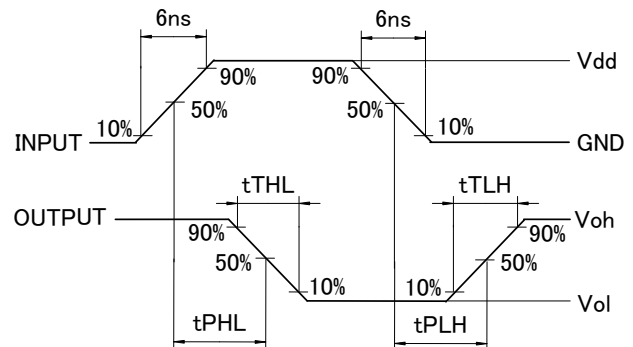 6ns 6ns
90% 90% Vdd
50% 50%
10% 10%
INPUT GND
tTHL tTLH
OUTPUT Voh
90% 90%
50% 50%
10% 10%
Vol
tPHL tPLH